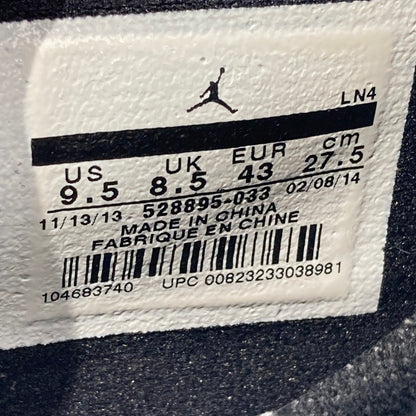 LN4
US UK EUR cm
9.5 8.5 43 27.5
11/13/13 - 528895-033 02/08/14
MADE IN CHINA
FABRIQUE EN CHINE
104683740 UPC 00823233038981